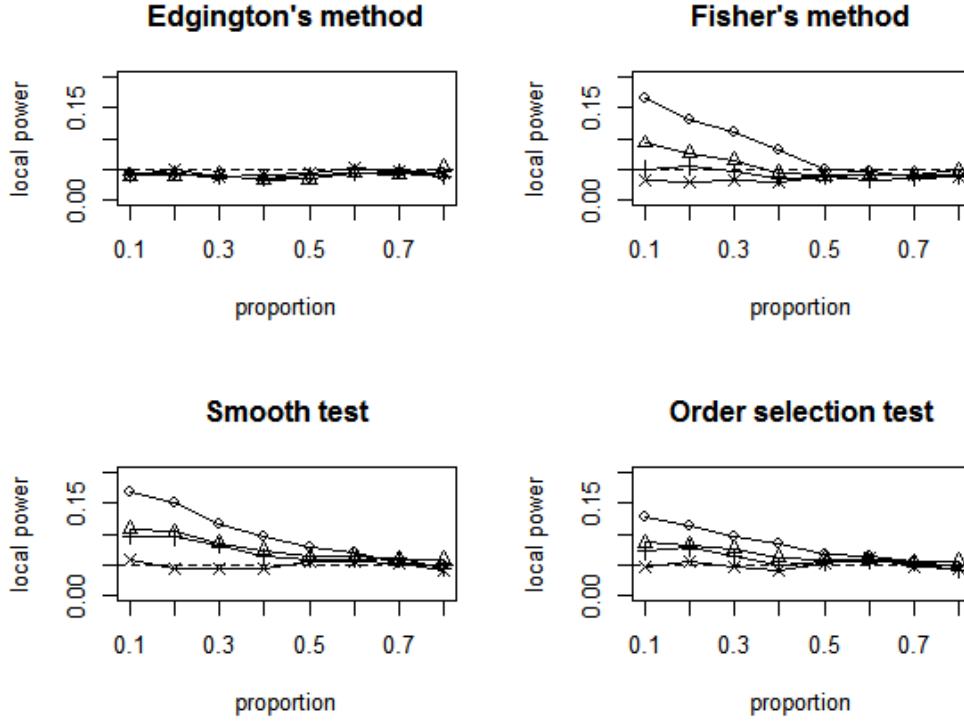 Edgington's method
local power
0.15
0.00
0.1 0.3 0.5 0.7
proportion
Fisher's method
local power
0.15
0.00
0.1 0.3 0.5 0.7
proportion
Smooth test
local power
0.15
0.00
0.1 0.3 0.5 0.7
proportion
Order selection test
local power
0.15
0.00
0.1 0.3 0.5 0.7
proportion